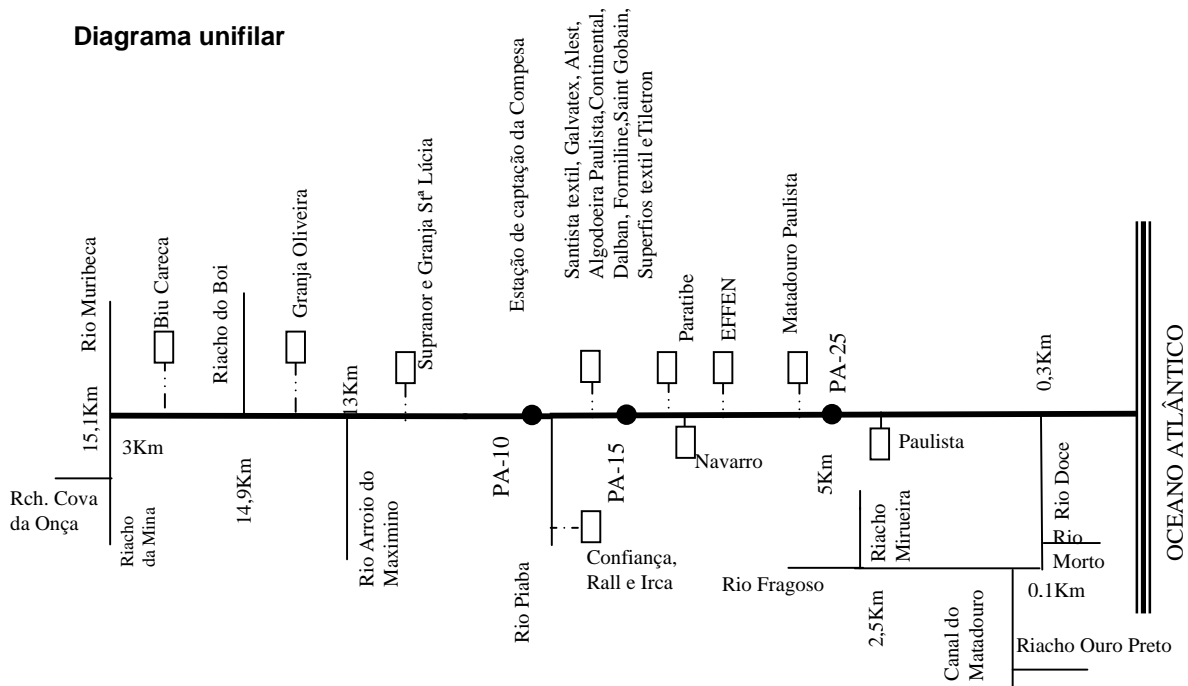 Diagrama unifilar
Rio Muribeca
Biu Careca
Riacho do Boi
Granja Oliveira
Supranor e Granja Stª Lúcia
Estação de captação da Compesa
Santista textil, Galvatex, Alest,
Algodoeira Paulista,Continental,
Dalban, Formiline,Saint Gobain,
Superfios textil eTiletron
Paratibe
EFFEN
Matadouro Paulista
PA-25
0,3Km
OCEANO ATLÂNTICO
15,1Km
3Km
14,9Km
13Km
PA-10
PA-15
Navarro
5Km
Paulista
Rch. Cova
da Onça
Riacho
da Mina
Rio Arroio do
Maximino
Rio Piaba
Confiança,
Rall e Irca
Rio Fragoso
Riacho
Mirueira
2,5Km
Rio Doce
Rio
Morto
0.1Km
Canal do
Matadouro
Riacho Ouro Preto